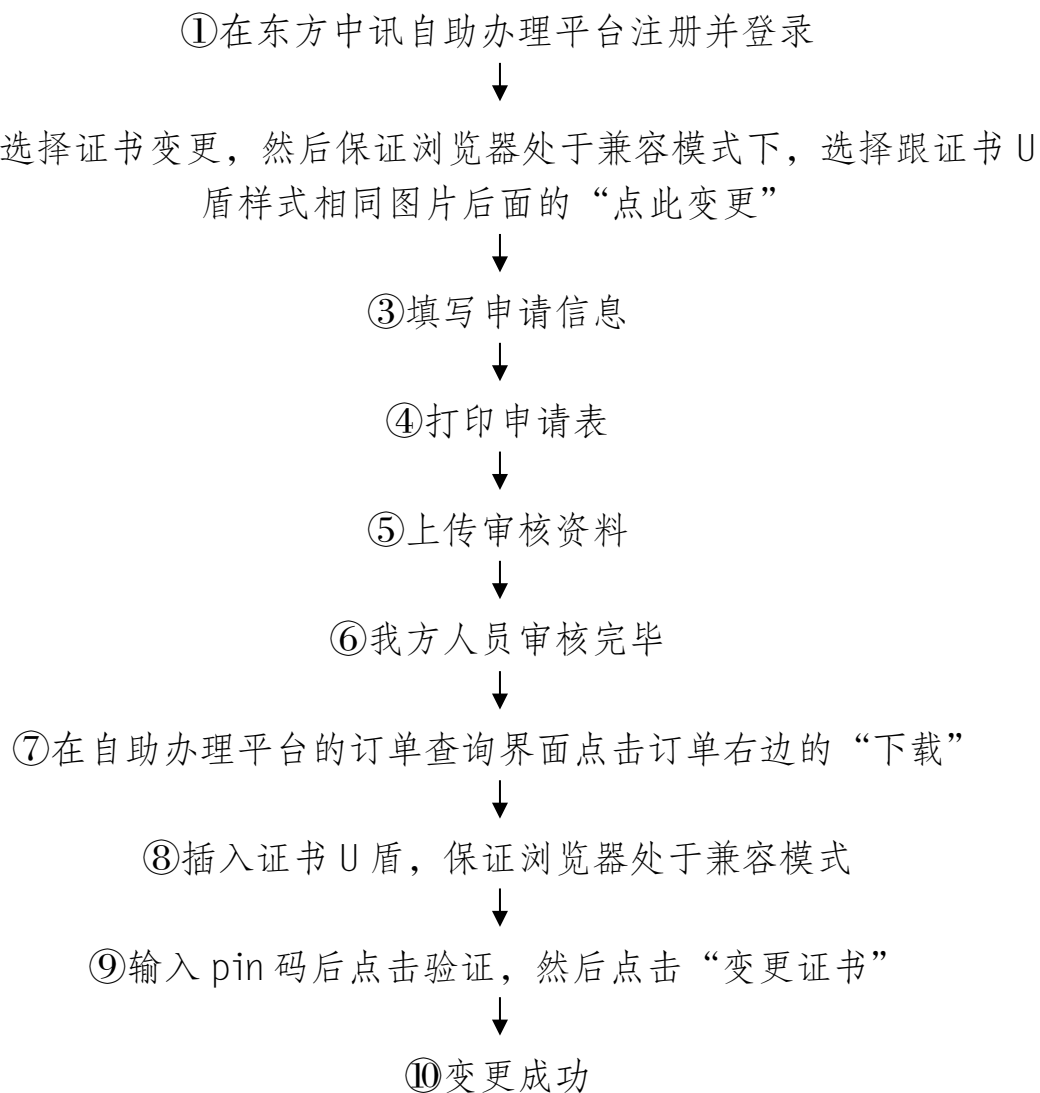 ①在东方中讯自助办理平台注册并登录
选择证书变更，然后保证浏览器处于兼容模式下，选择跟证书 U
盾样式相同图片后面的“点此变更”
③填写申请信息
④打印申请表
⑤上传审核资料
⑥我方人员审核完毕
⑦在自助办理平台的订单查询界面点击订单右边的“下载”
⑧插入证书 U 盾，保证浏览器处于兼容模式
⑨输入 pin 码后点击验证，然后点击“变更证书”
⑩变更成功